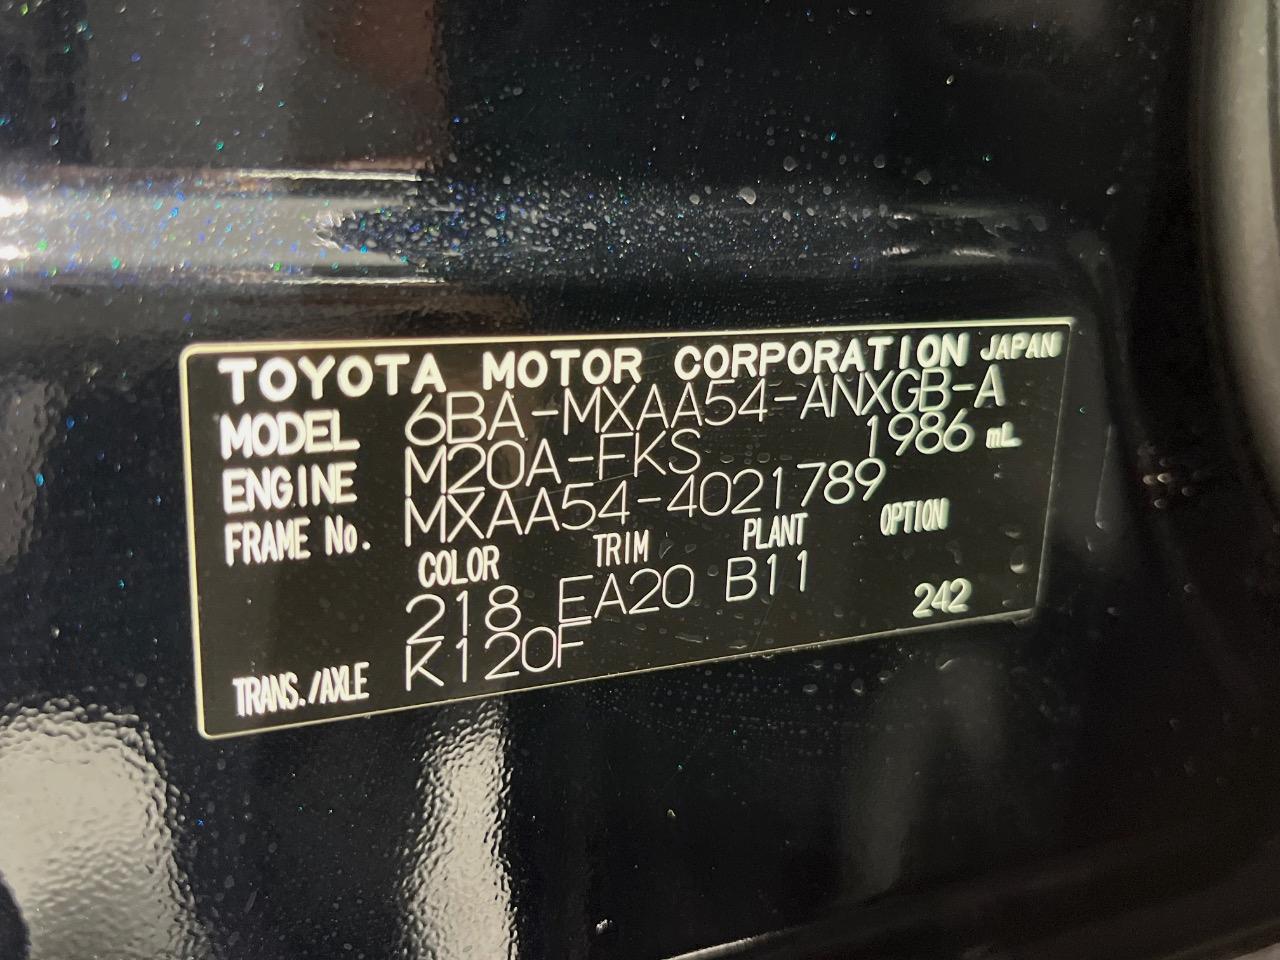 TOYOTA MOTOR CORPORATION JAPAN
MODEL 6BA-MXAA54-ANXGB-A
ENGINE M20A-FKS 1986 mL
FRAME No. MXAA54-4021789
COLOR TRIM PLANT OPTION
218 EA20 B11 242
TRANS./AXLE K120F